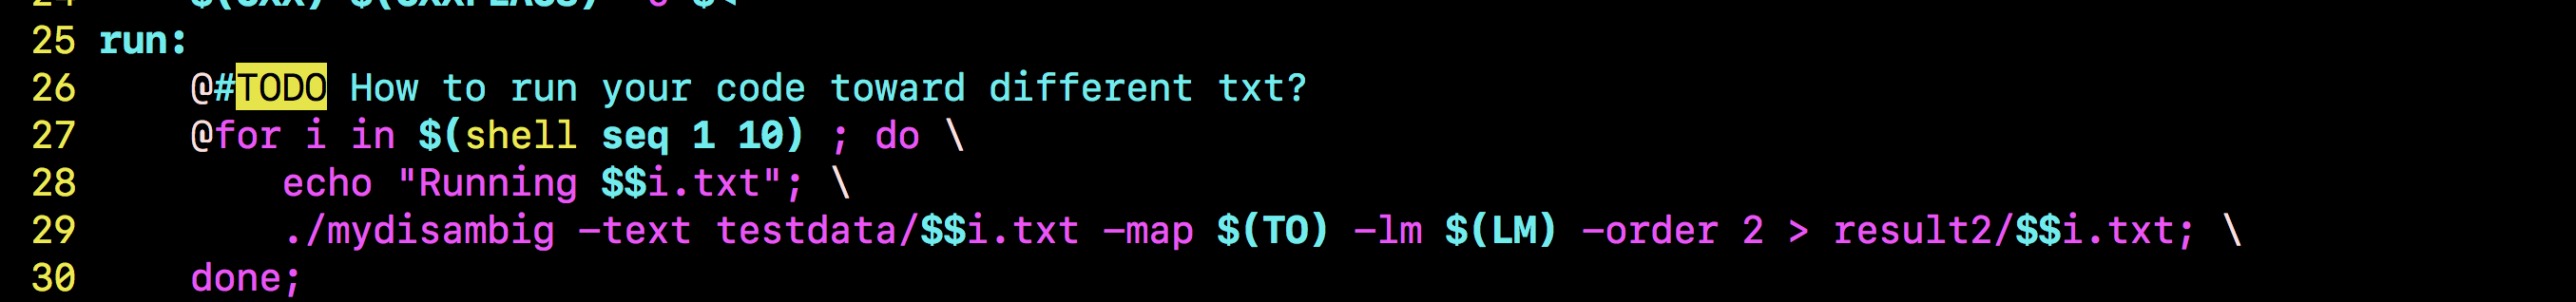 25 run:
26 @#TODO How to run your code toward different txt?
27 @for i in $(shell seq 1 10) ; do \
28 echo "Running $$i.txt"; \
29 ./mydisambig -text testdata/$$i.txt -map $(TO) -lm $(LM) -order 2 > result2/$$i.txt; \
30 done;